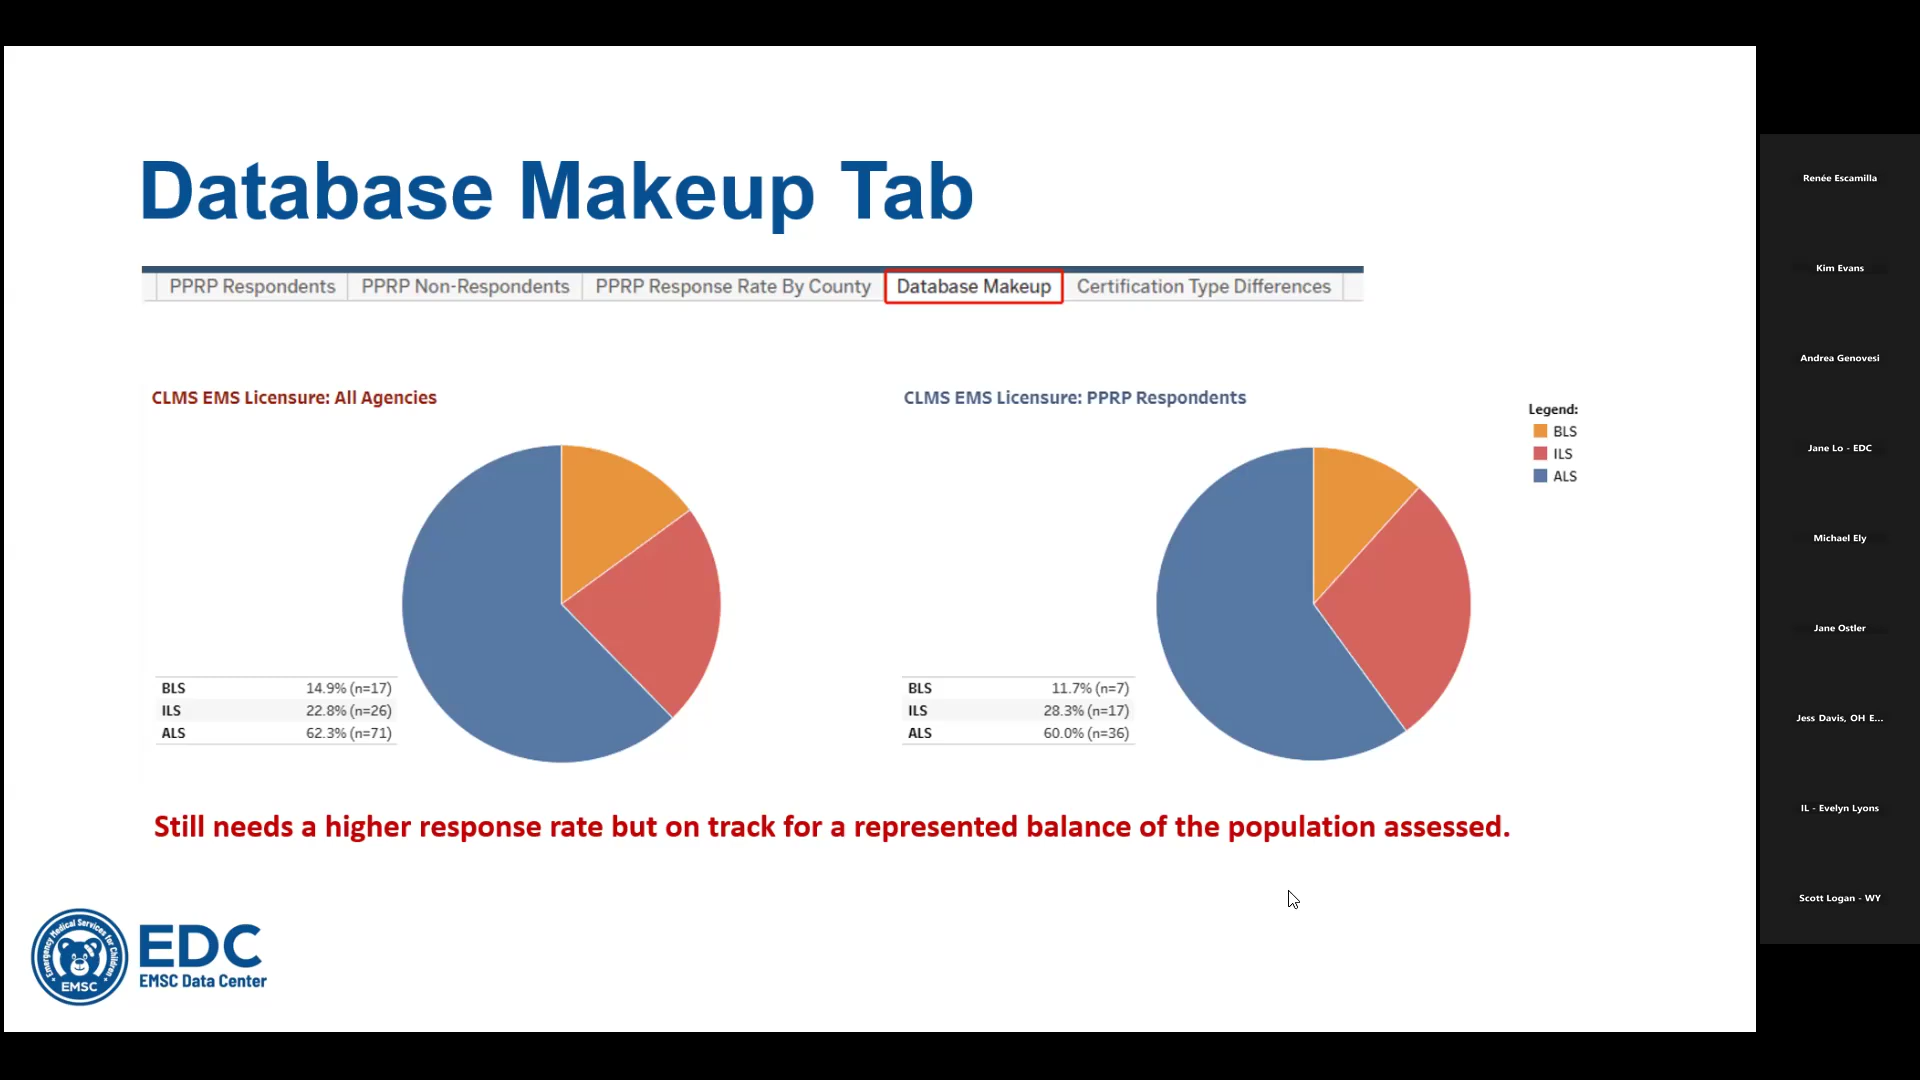 Database Makeup Tab
PPRP Respondents
PPRP Non-Respondents
PPRP Response Rate By County
Database Makeup
Certification Type Differences
CLMS EMS Licensure: All Agencies
BLS 14.9% (n=17)
ILS 22.8% (n=26)
ALS 62.3% (n=71)
CLMS EMS Licensure: PPRP Respondents
BLS 11.7% (n=7)
ILS 28.3% (n=17)
ALS 60.0% (n=36)
Legend:
BLS
ILS
ALS
Still needs a higher response rate but on track for a represented balance of the population assessed.
Emergency Medical Services for Children
EMSC
EDC
EMSC Data Center
Renée Escamilla
Kim Evans
Andrea Genovesi
Jane Lo - EDC
Michael Ely
Jane Ostler
Jess Davis, OH E...
IL - Evelyn Lyons
Scott Logan - WY